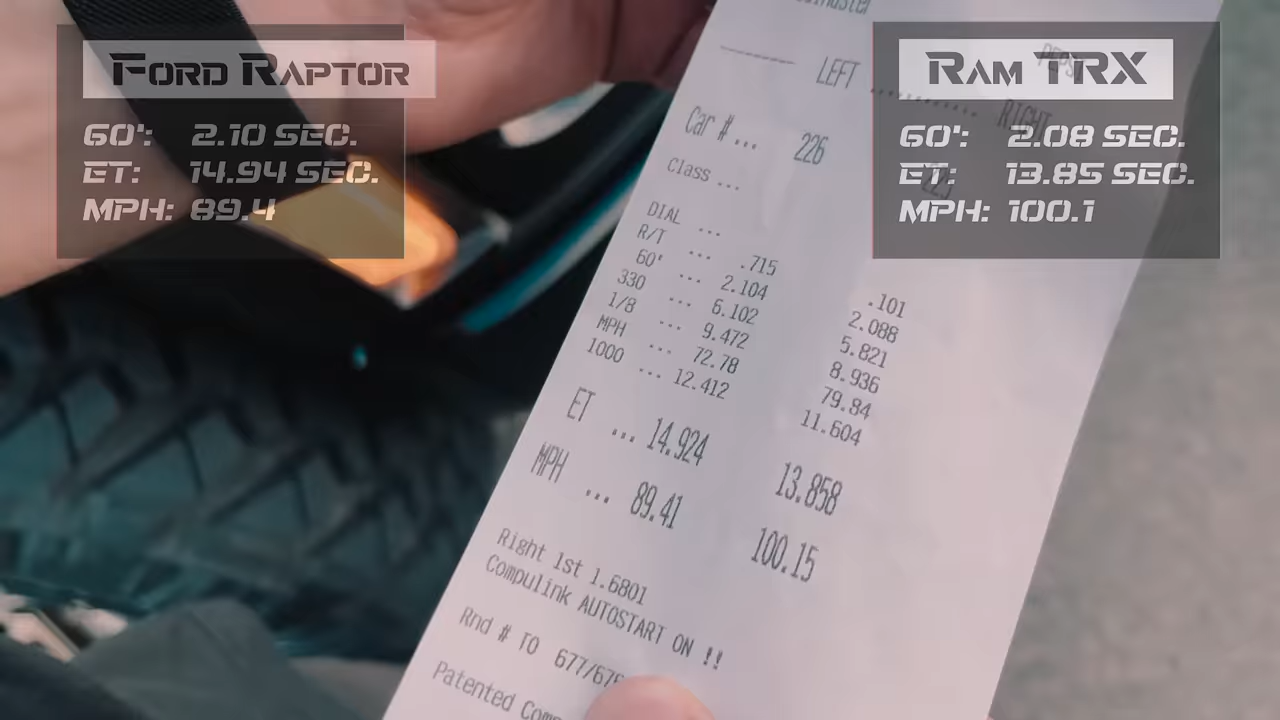 FORD RAPTOR
60': 2.10 SEC.
ET: 14.94 SEC.
MPH: 89.4
RAM TRX
60': 2.08 SEC.
ET: 13.85 SEC.
MPH: 100.1
LEFT ............ RIGHT
Car # ... 226
Class ...
DIAL ...
R/T ... .715 .101
60' ... 2.104 2.088
330 ... 6.102 5.821
1/8 ... 9.472 8.936
MPH ... 72.78 79.84
1000 ... 12.412 11.604
ET ... 14.924 13.858
MPH ... 89.41 100.15
Right 1st 1.6801
Compulink AUTOSTART ON !!
Rnd # TO
Patented